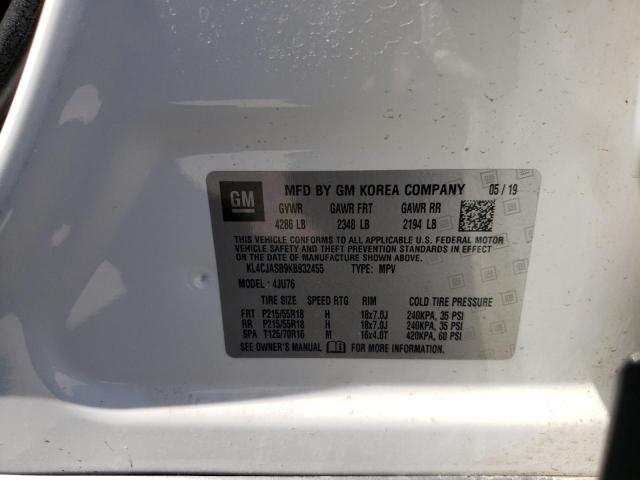 GM MFD BY GM KOREA COMPANY 05 / 19
GVWR GAWR FRT GAWR RR
4286 LB 2348 LB 2194 LB
THIS VEHICLE CONFORMS TO ALL APPLICABLE U.S. FEDERAL MOTOR
VEHICLE SAFETY AND THEFT PREVENTION STANDARDS IN EFFECT ON
THE DATE OF MANUFACTURE SHOWN ABOVE.
KL4CJASB9KB932455 TYPE: MPV
MODEL: 4JU76
TIRE SIZE SPEED RTG RIM COLD TIRE PRESSURE
FRT P215/55R18 H 18x7.0J 240KPA, 35 PSI
RR P215/55R18 H 18x7.0J 240KPA, 35 PSI
SPA T125/70R16 M 16x4.0T 420KPA, 60 PSI
SEE OWNER'S MANUAL FOR MORE INFORMATION